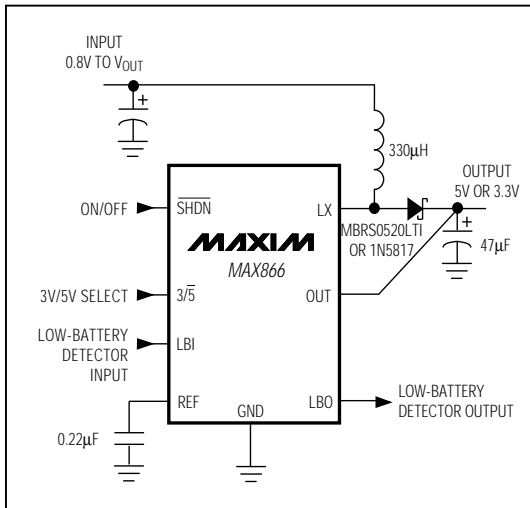 INPUT
0.8V TO VOUT
+
330µH
OUTPUT
5V OR 3.3V
ON/OFF
SHDN
LX
MBRS0520LTI
OR 1N5817
+
47µF
MAXIM
MAX866
3V/5V SELECT
3/5
OUT
LOW-BATTERY
DETECTOR
INPUT
LBI
REF
GND
LBO
LOW-BATTERY
DETECTOR OUTPUT
0.22µF